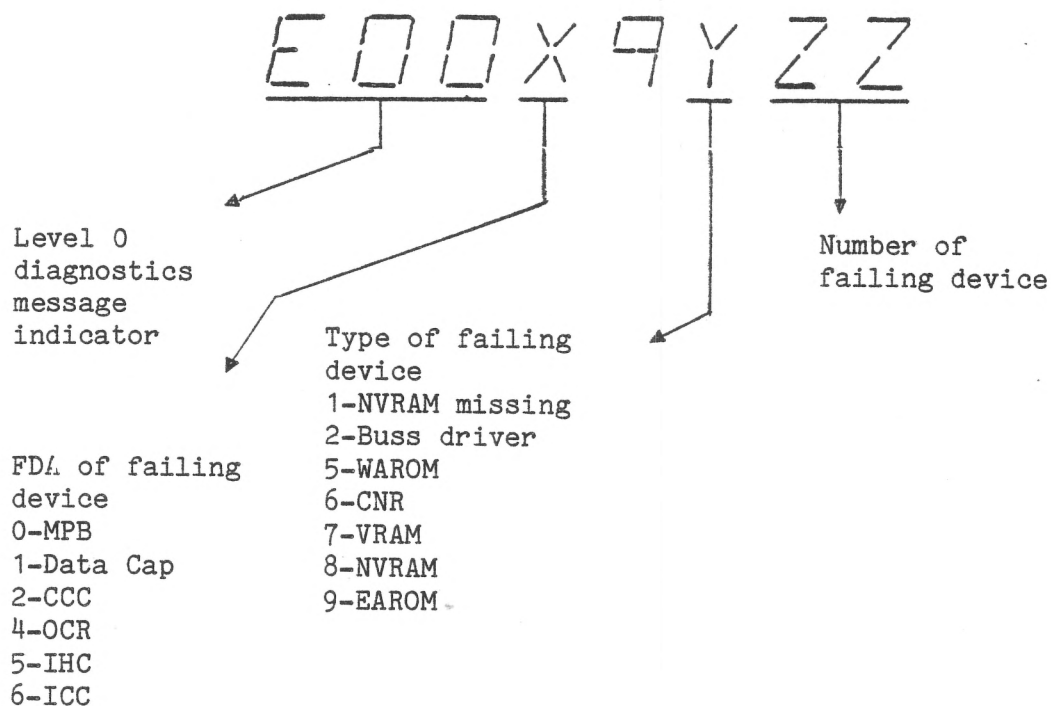 E00X9YZZ
Level 0
diagnostics
message
indicator
Number of
failing device
Type of failing
device
1-NVRAM missing
2-Buss driver
5-WAROM
6-CNR
7-VRAM
8-NVRAM
9-EAROM
FDA of failing
device
0-MPB
1-Data Cap
2-CCC
4-OCR
5-IHC
6-ICC